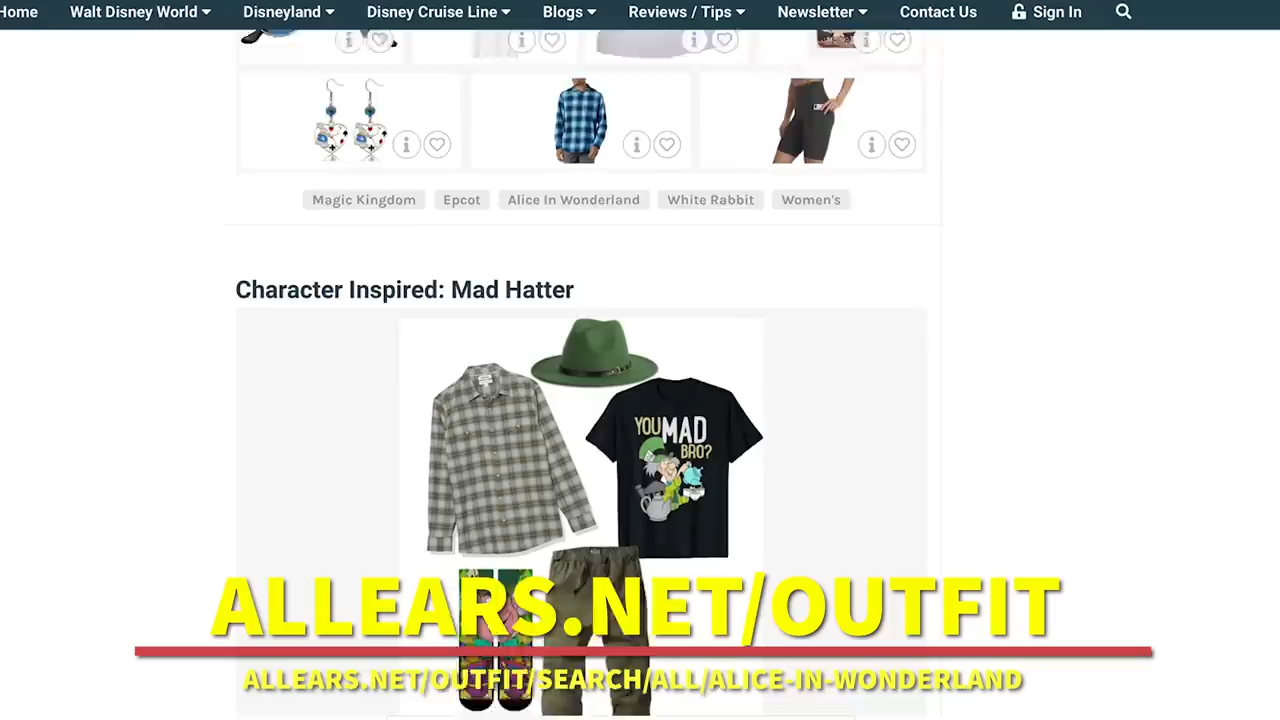 Home Walt Disney World Disneyland Disney Cruise Line Blogs Reviews / Tips Newsletter Contact Us Sign In
Magic Kingdom Epcot Alice In Wonderland White Rabbit Women's
Character Inspired: Mad Hatter
YOU MAD
BRO?
ALLEARS.NET/OUTFIT
ALLEARS.NET/OUTFIT/SEARCH/ALL/ALICE-IN-WONDERLAND